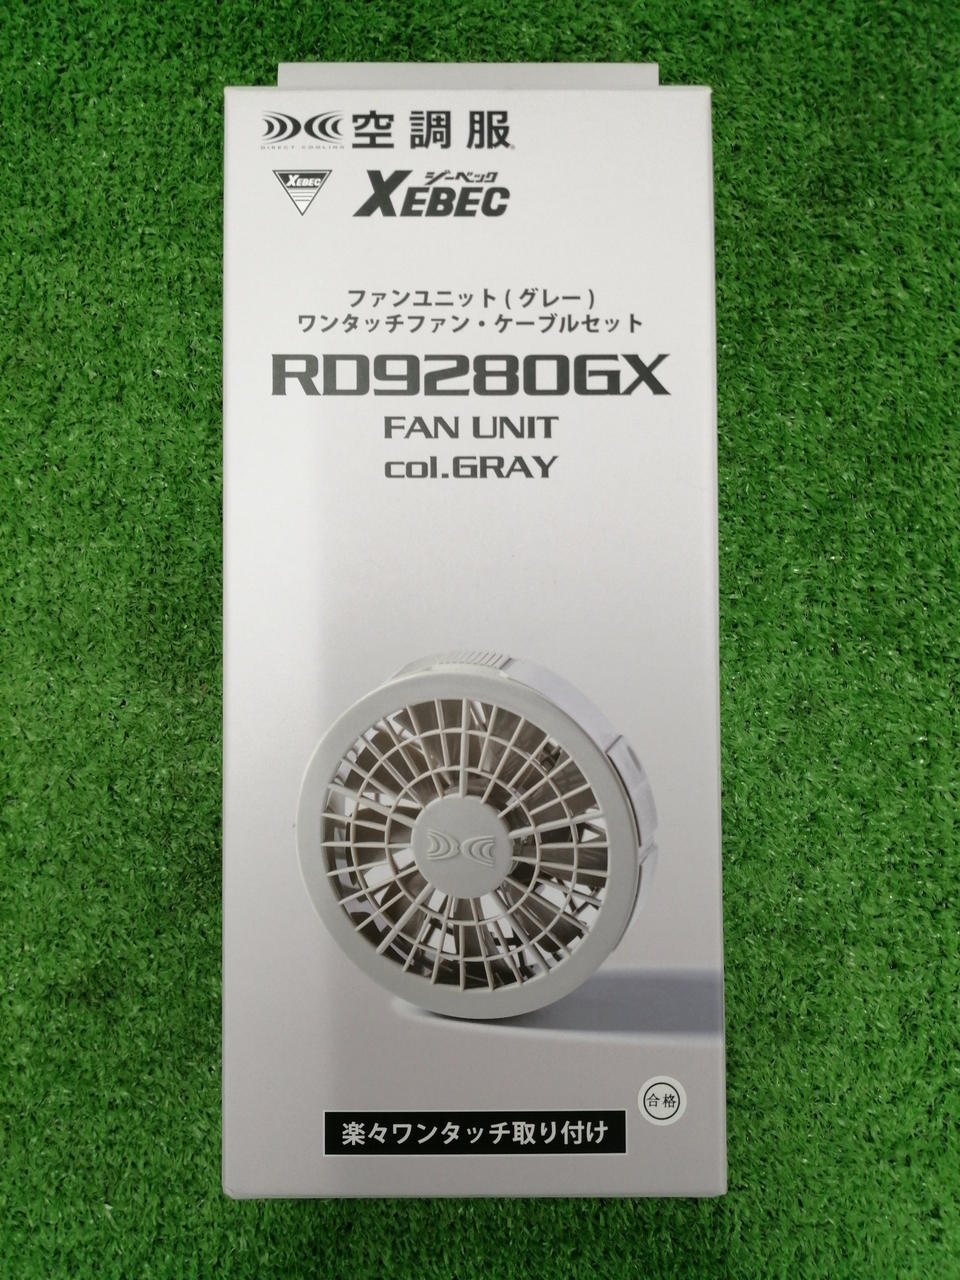 空調服®
DIRECT COOLING
XEBEC
ジーベック
XEBEC
ファンユニット(グレー)
ワンタッチファン・ケーブルセット
RD9280GX
FAN UNIT
col.GRAY
合格
楽々ワンタッチ取り付け